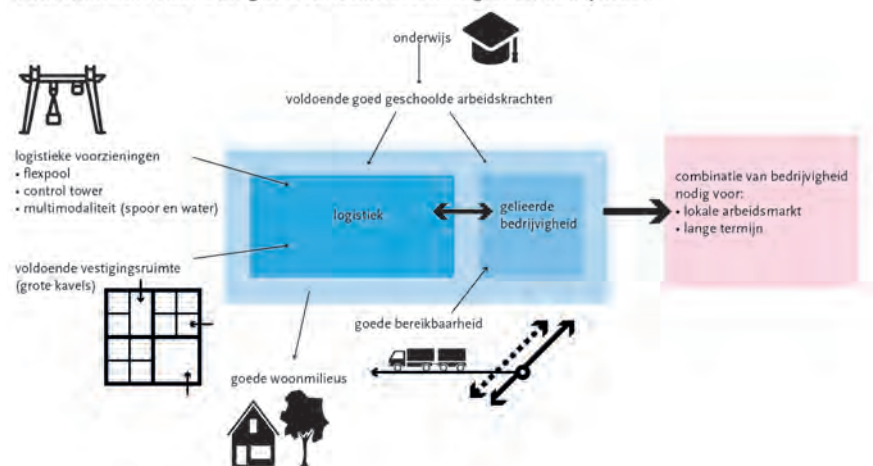 onderwijs
voldoende goed geschoolde arbeidskrachten
logistieke voorzieningen
• flexpool
• control tower
• multimodaliteit (spoor en water)
logistiek
gelieerde
bedrijvigheid
combinatie van bedrijvigheid
nodig voor:
• lokale arbeidsmarkt
• lange termijn
voldoende vestigingsruimte
(grote kavels)
goede bereikbaarheid
goede woonmilieus